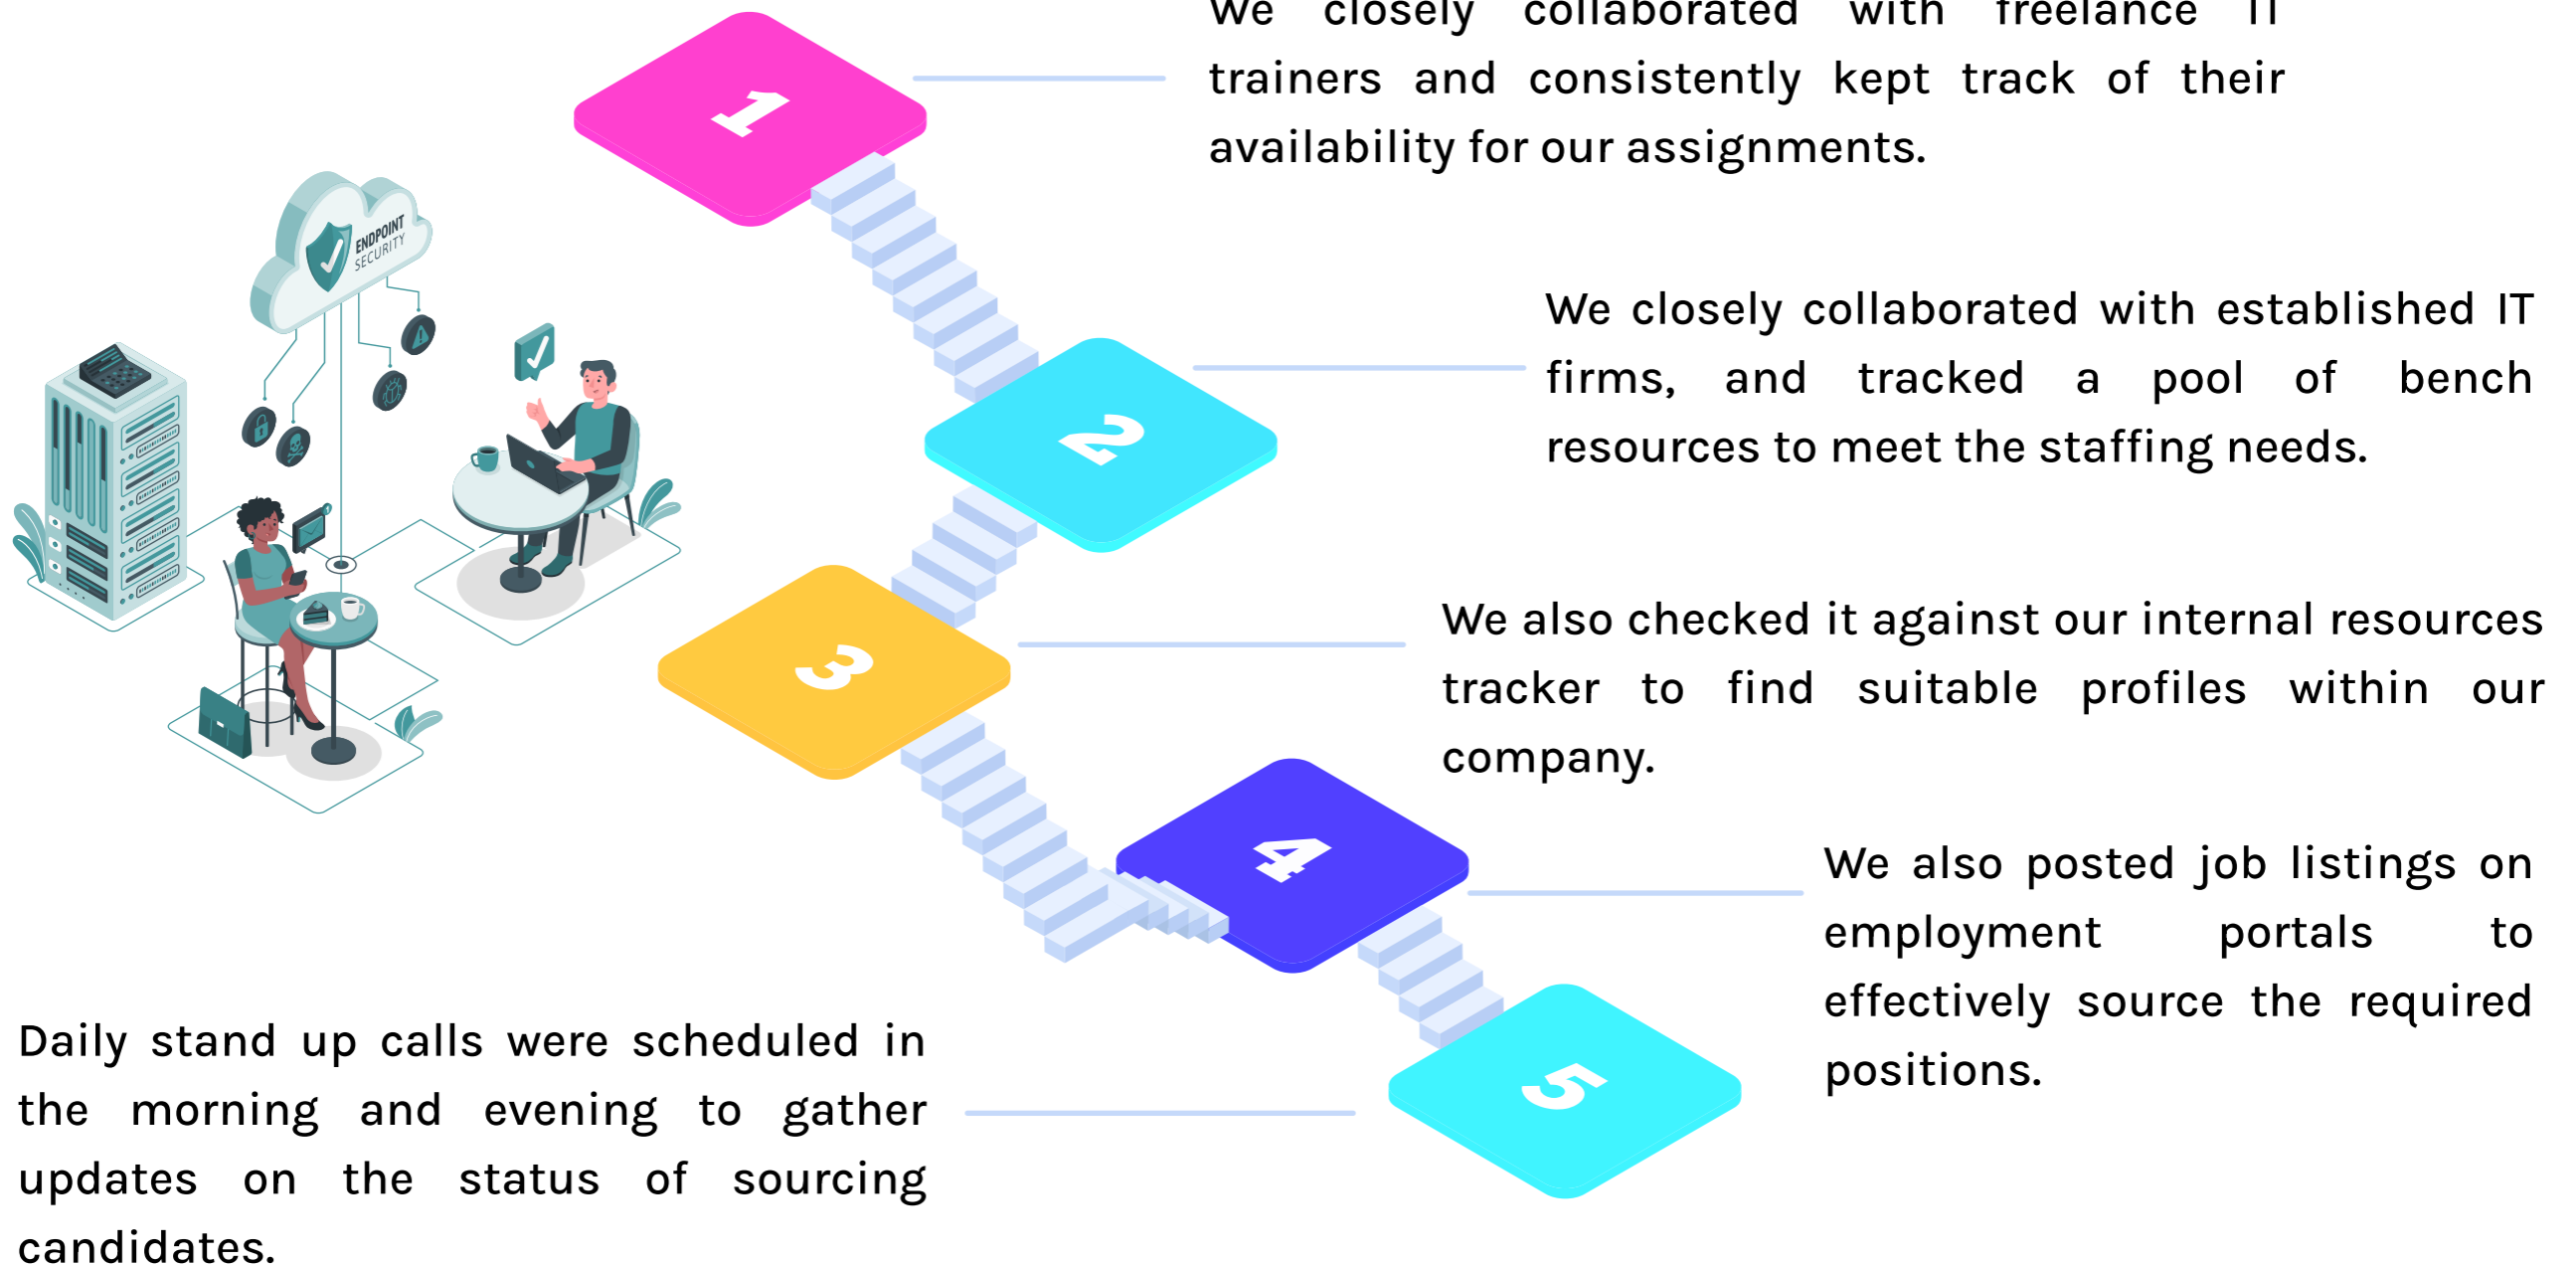 1
We closely collaborated with freelance IT
trainers and consistently kept track of their
availability for our assignments.
ENDPOINT
SECURITY
2
We closely collaborated with established IT
firms, and tracked a pool of bench
resources to meet the staffing needs.
3
We also checked it against our internal resources
tracker to find suitable profiles within our
company.
4
We also posted job listings on
employment portals to
effectively source the required
positions.
5
Daily stand up calls were scheduled in
the morning and evening to gather
updates on the status of sourcing
candidates.